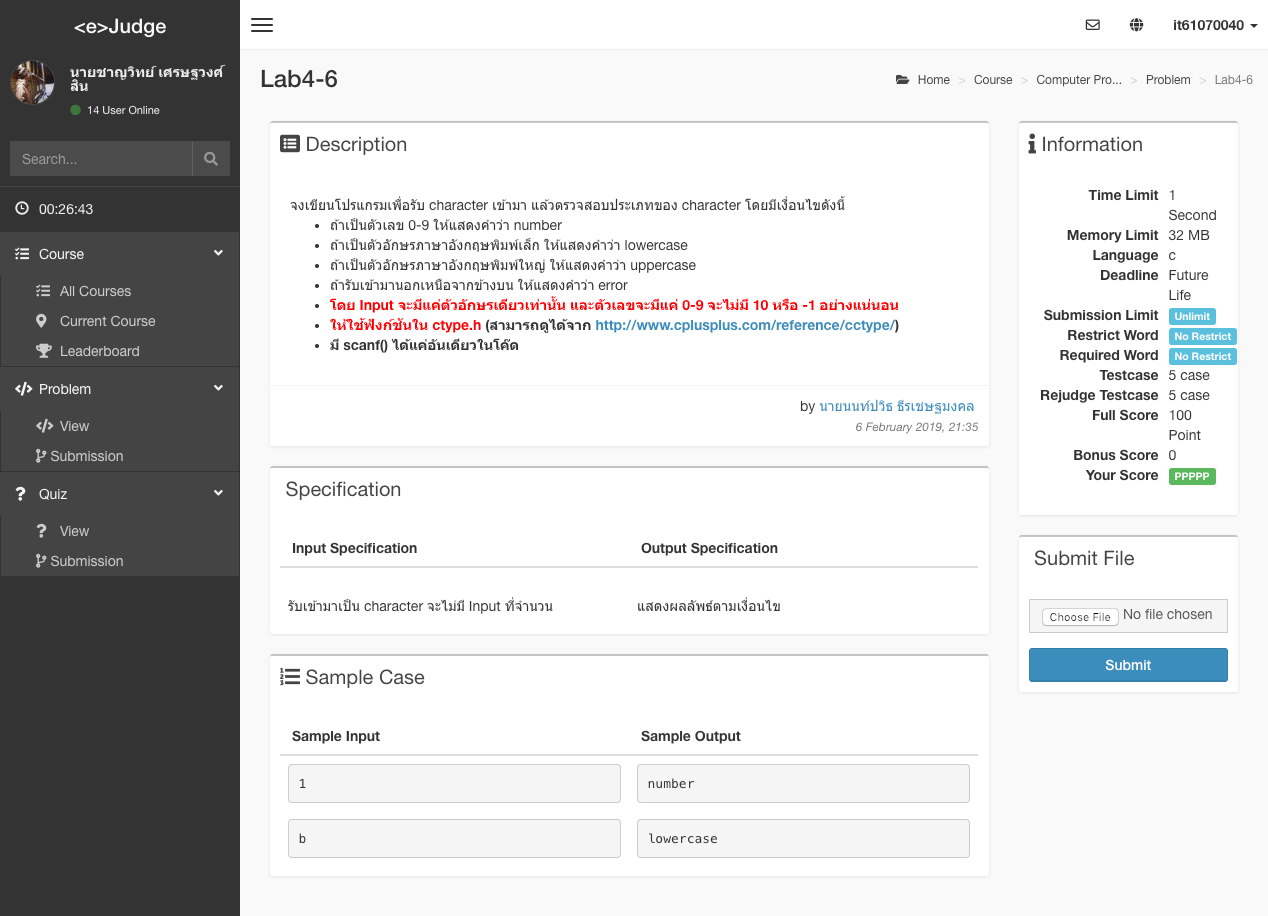 <e>Judge
นายชาญวิทย์ เศรษฐวงศ์
สิน
14 User Online
Search...
00:26:43
Course
All Courses
Current Course
Leaderboard
Problem
View
Submission
Quiz
View
Submission
it61070040
Lab4-6
Home > Course > Computer Pro... > Problem > Lab4-6
Description
จงเขียนโปรแกรมเพื่อรับ character เข้ามา แล้วตรวจสอบประเภทของ character โดยมีเงื่อนไขดังนี้
• ถ้าเป็นตัวเลข 0-9 ให้แสดงค่าว่า number
• ถ้าเป็นตัวอักษรภาษาอังกฤษพิมพ์เล็ก ให้แสดงค่าว่า lowercase
• ถ้าเป็นตัวอักษรภาษาอังกฤษพิมพ์ใหญ่ ให้แสดงค่าว่า uppercase
• ถ้ารับเข้ามานอกเหนือจากข้างบน ให้แสดงค่าว่า error
• โดย Input จะมีแค่ตัวอักษรเดียวเท่านั้น และตัวเลขจะมีแค่ 0-9 จะไม่มี 10 หรือ -1 อย่างแน่นอน
• ให้ใช้ฟังก์ชันใน ctype.h (สามารถดูได้จาก http://www.cplusplus.com/reference/cctype/)
• มี scanf() ได้แค่อันเดียวในโค๊ด
by นายนนท์ปวิธ ธีรเชษฐมงคล
6 February 2019, 21:35
Specification
Input Specification Output Specification
รับเข้ามาเป็น character จะไม่มี Input ที่จำนวน แสดงผลลัพธ์ตามเงื่อนไข
Sample Case
Sample Input Sample Output
1 number
b lowercase
Information
Time Limit 1
Second
Memory Limit 32 MB
Language c
Deadline Future
Life
Submission Limit Unlimit
Restrict Word No Restrict
Required Word No Restrict
Testcase 5 case
Rejudge Testcase 5 case
Full Score 100
Point
Bonus Score 0
Your Score PPPPP
Submit File
Choose File No file chosen
Submit